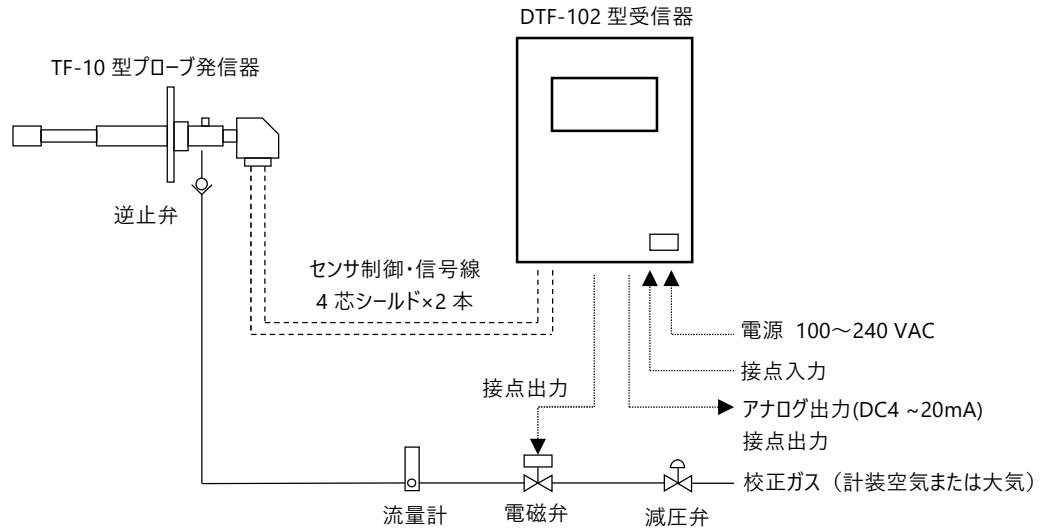 DTF-102 型受信器
TF-10 型プローブ発信器
逆止弁
センサ制御・信号線
4 芯シールド×2 本
電源 100～240 VAC
接点入力
接点出力
アナログ出力(DC4 ~20mA)
接点出力
校正ガス（計装空気または大気）
流量計
電磁弁
減圧弁